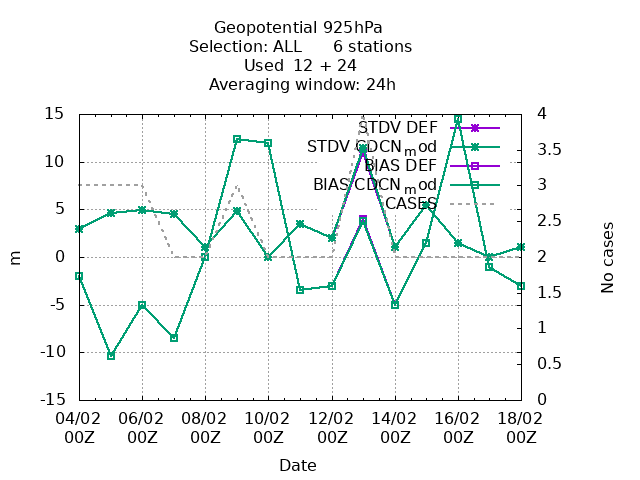 Geopotential 925hPa
Selection: ALL 6 stations
Used 12 + 24
Averaging window: 24h
15
10
5
0
-5
-10
-15
m
4
3.5
3
2.5
2
1.5
1
0.5
0
No cases
STDV DEF
STDV CDCN_mod
BIAS DEF
BIAS CDCN_mod
CASES
04/02 06/02 08/02 10/02 12/02 14/02 16/02 18/02
00Z 00Z 00Z 00Z 00Z 00Z 00Z 00Z
Date